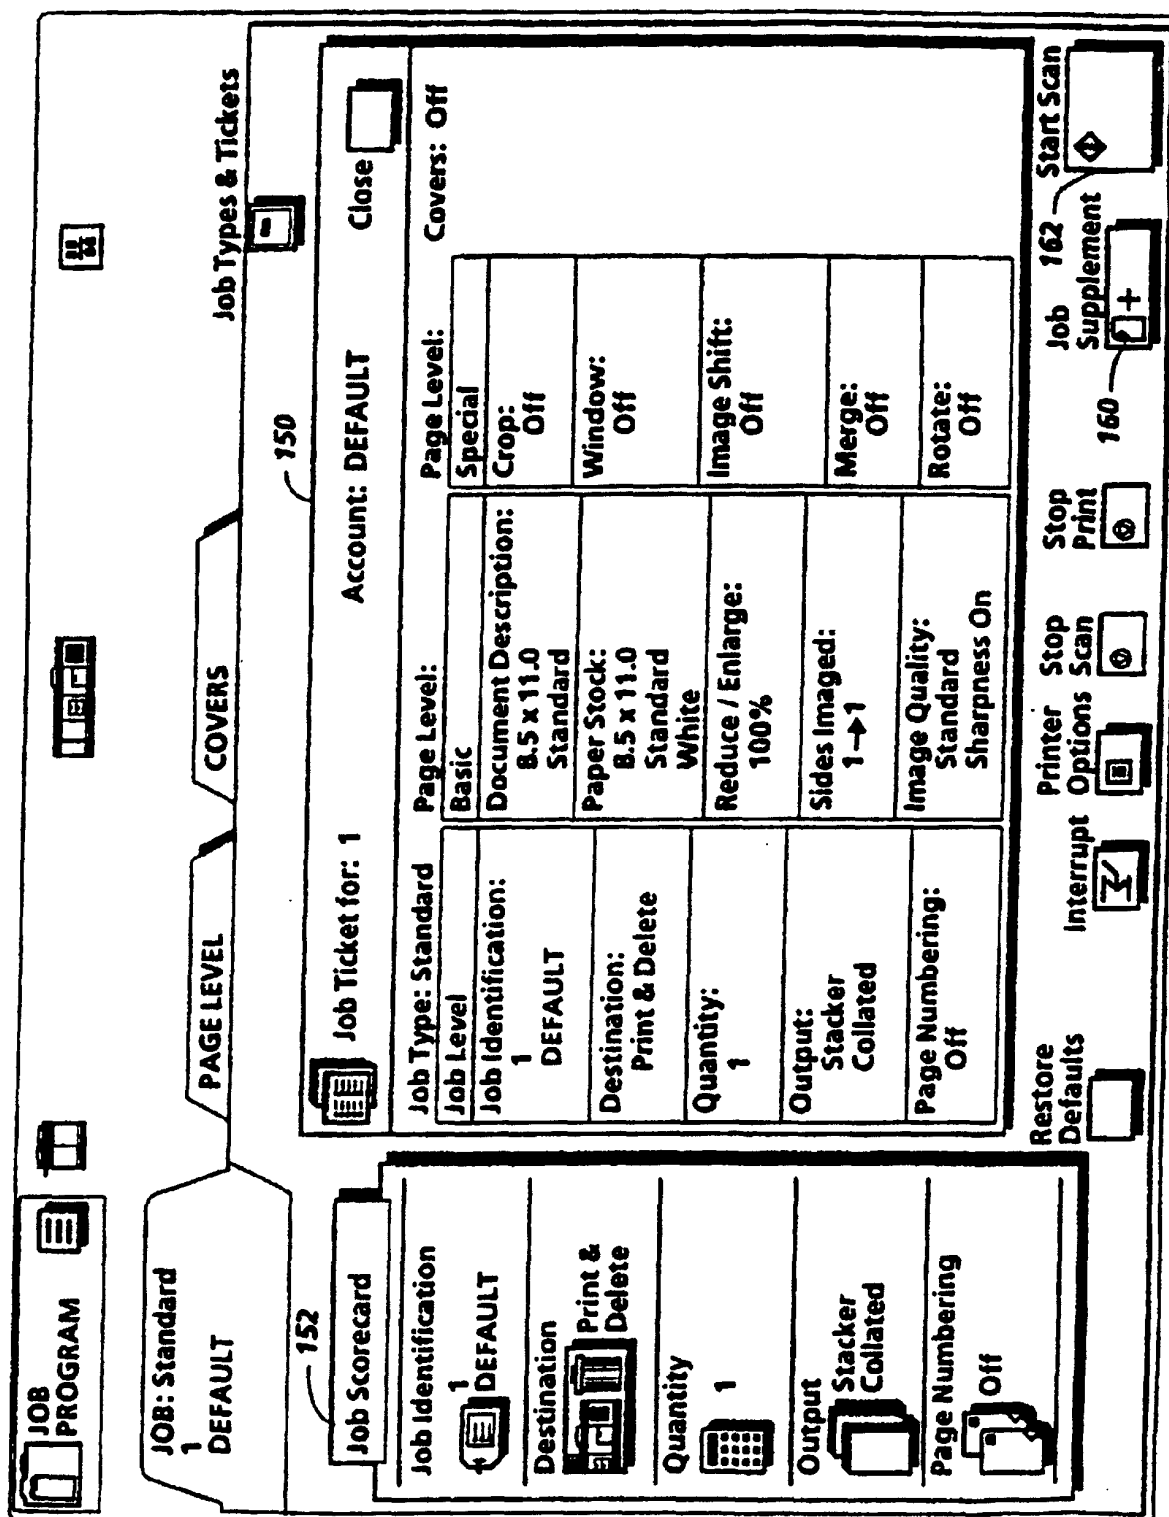 JOB
PROGRAM
JOB: Standard
1
DEFAULT
PAGE LEVEL
COVERS
Job Types & Tickets
152
Job Scorecard
Job Identification
1
DEFAULT
Destination
Print &
Delete
Quantity
1
Output
Stacker
Collated
Page Numbering
Off
150
Job Ticket for: 1
Account: DEFAULT
Close
Job Type: Standard
Job Level
Job Identification:
1
DEFAULT
Destination:
Print & Delete
Quantity:
1
Output:
Stacker
Collated
Page Numbering:
Off
Page Level:
Basic
Document Description:
8.5 x 11.0
Standard
Paper Stock:
8.5 x 11.0
Standard
White
Reduce / Enlarge:
100%
Sides Imaged:
1→1
Image Quality:
Standard
Sharpness On
Page Level:
Special
Crop:
Off
Window:
Off
Image Shift:
Off
Merge:
Off
Rotate:
Off
Covers: Off
Restore
Defaults
Interrupt
Printer
Options
Stop
Scan
Stop
Print
160
Job
Supplement
162
Start Scan